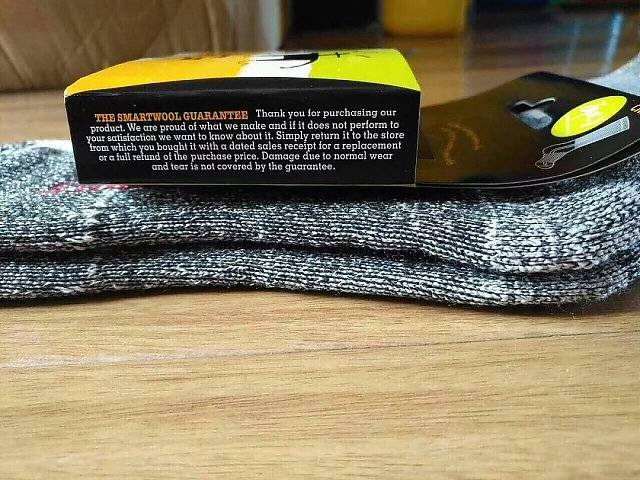 THE SMARTWOOL GUARANTEE Thank you for purchasing our
product. We are proud of what we make and if it does not perform to
your satisfaction we want to know about it. Simply return it to the store
from which you bought it with a dated sales receipt for a replacement
or a full refund of the purchase price. Damage due to normal wear
and tear is not covered by the guarantee.